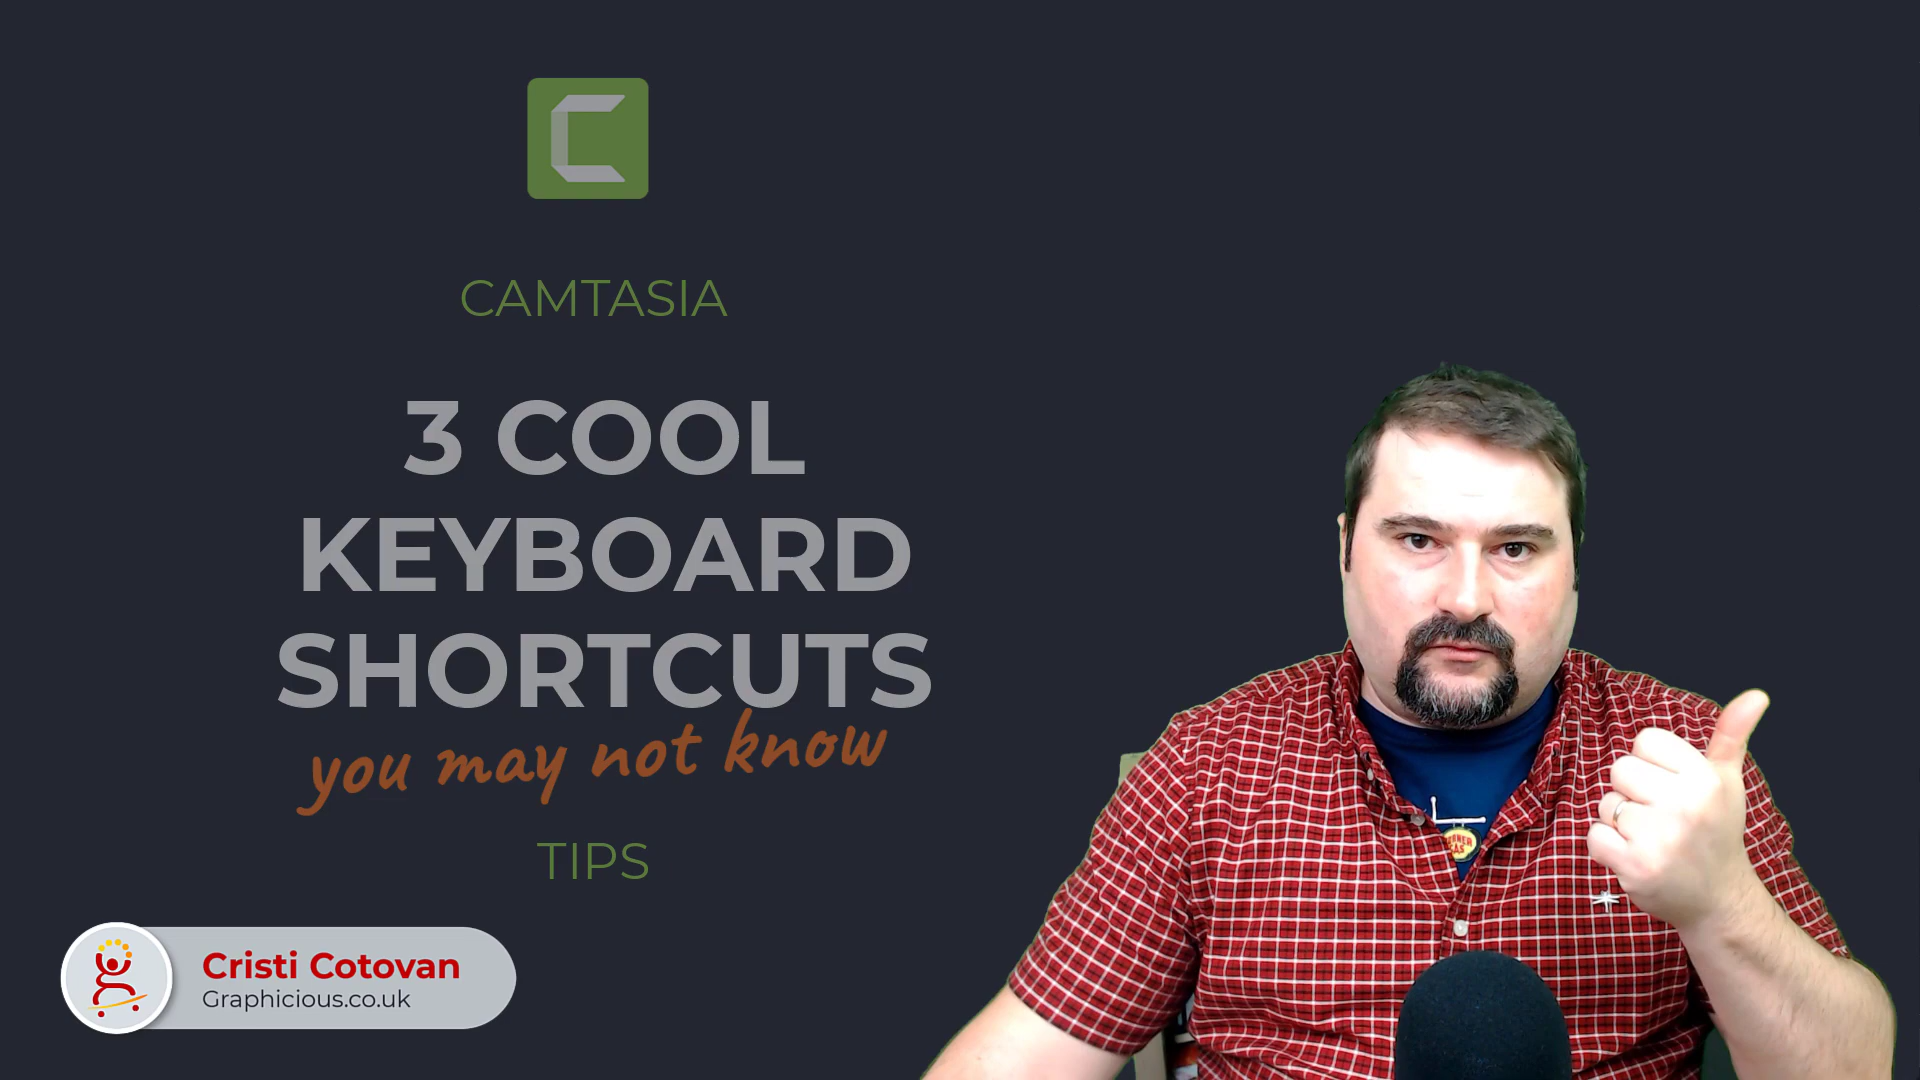 CAMTASIA
3 COOL
KEYBOARD
SHORTCUTS
you may not know
TIPS
Cristi Cotovan
Graphicious.co.uk